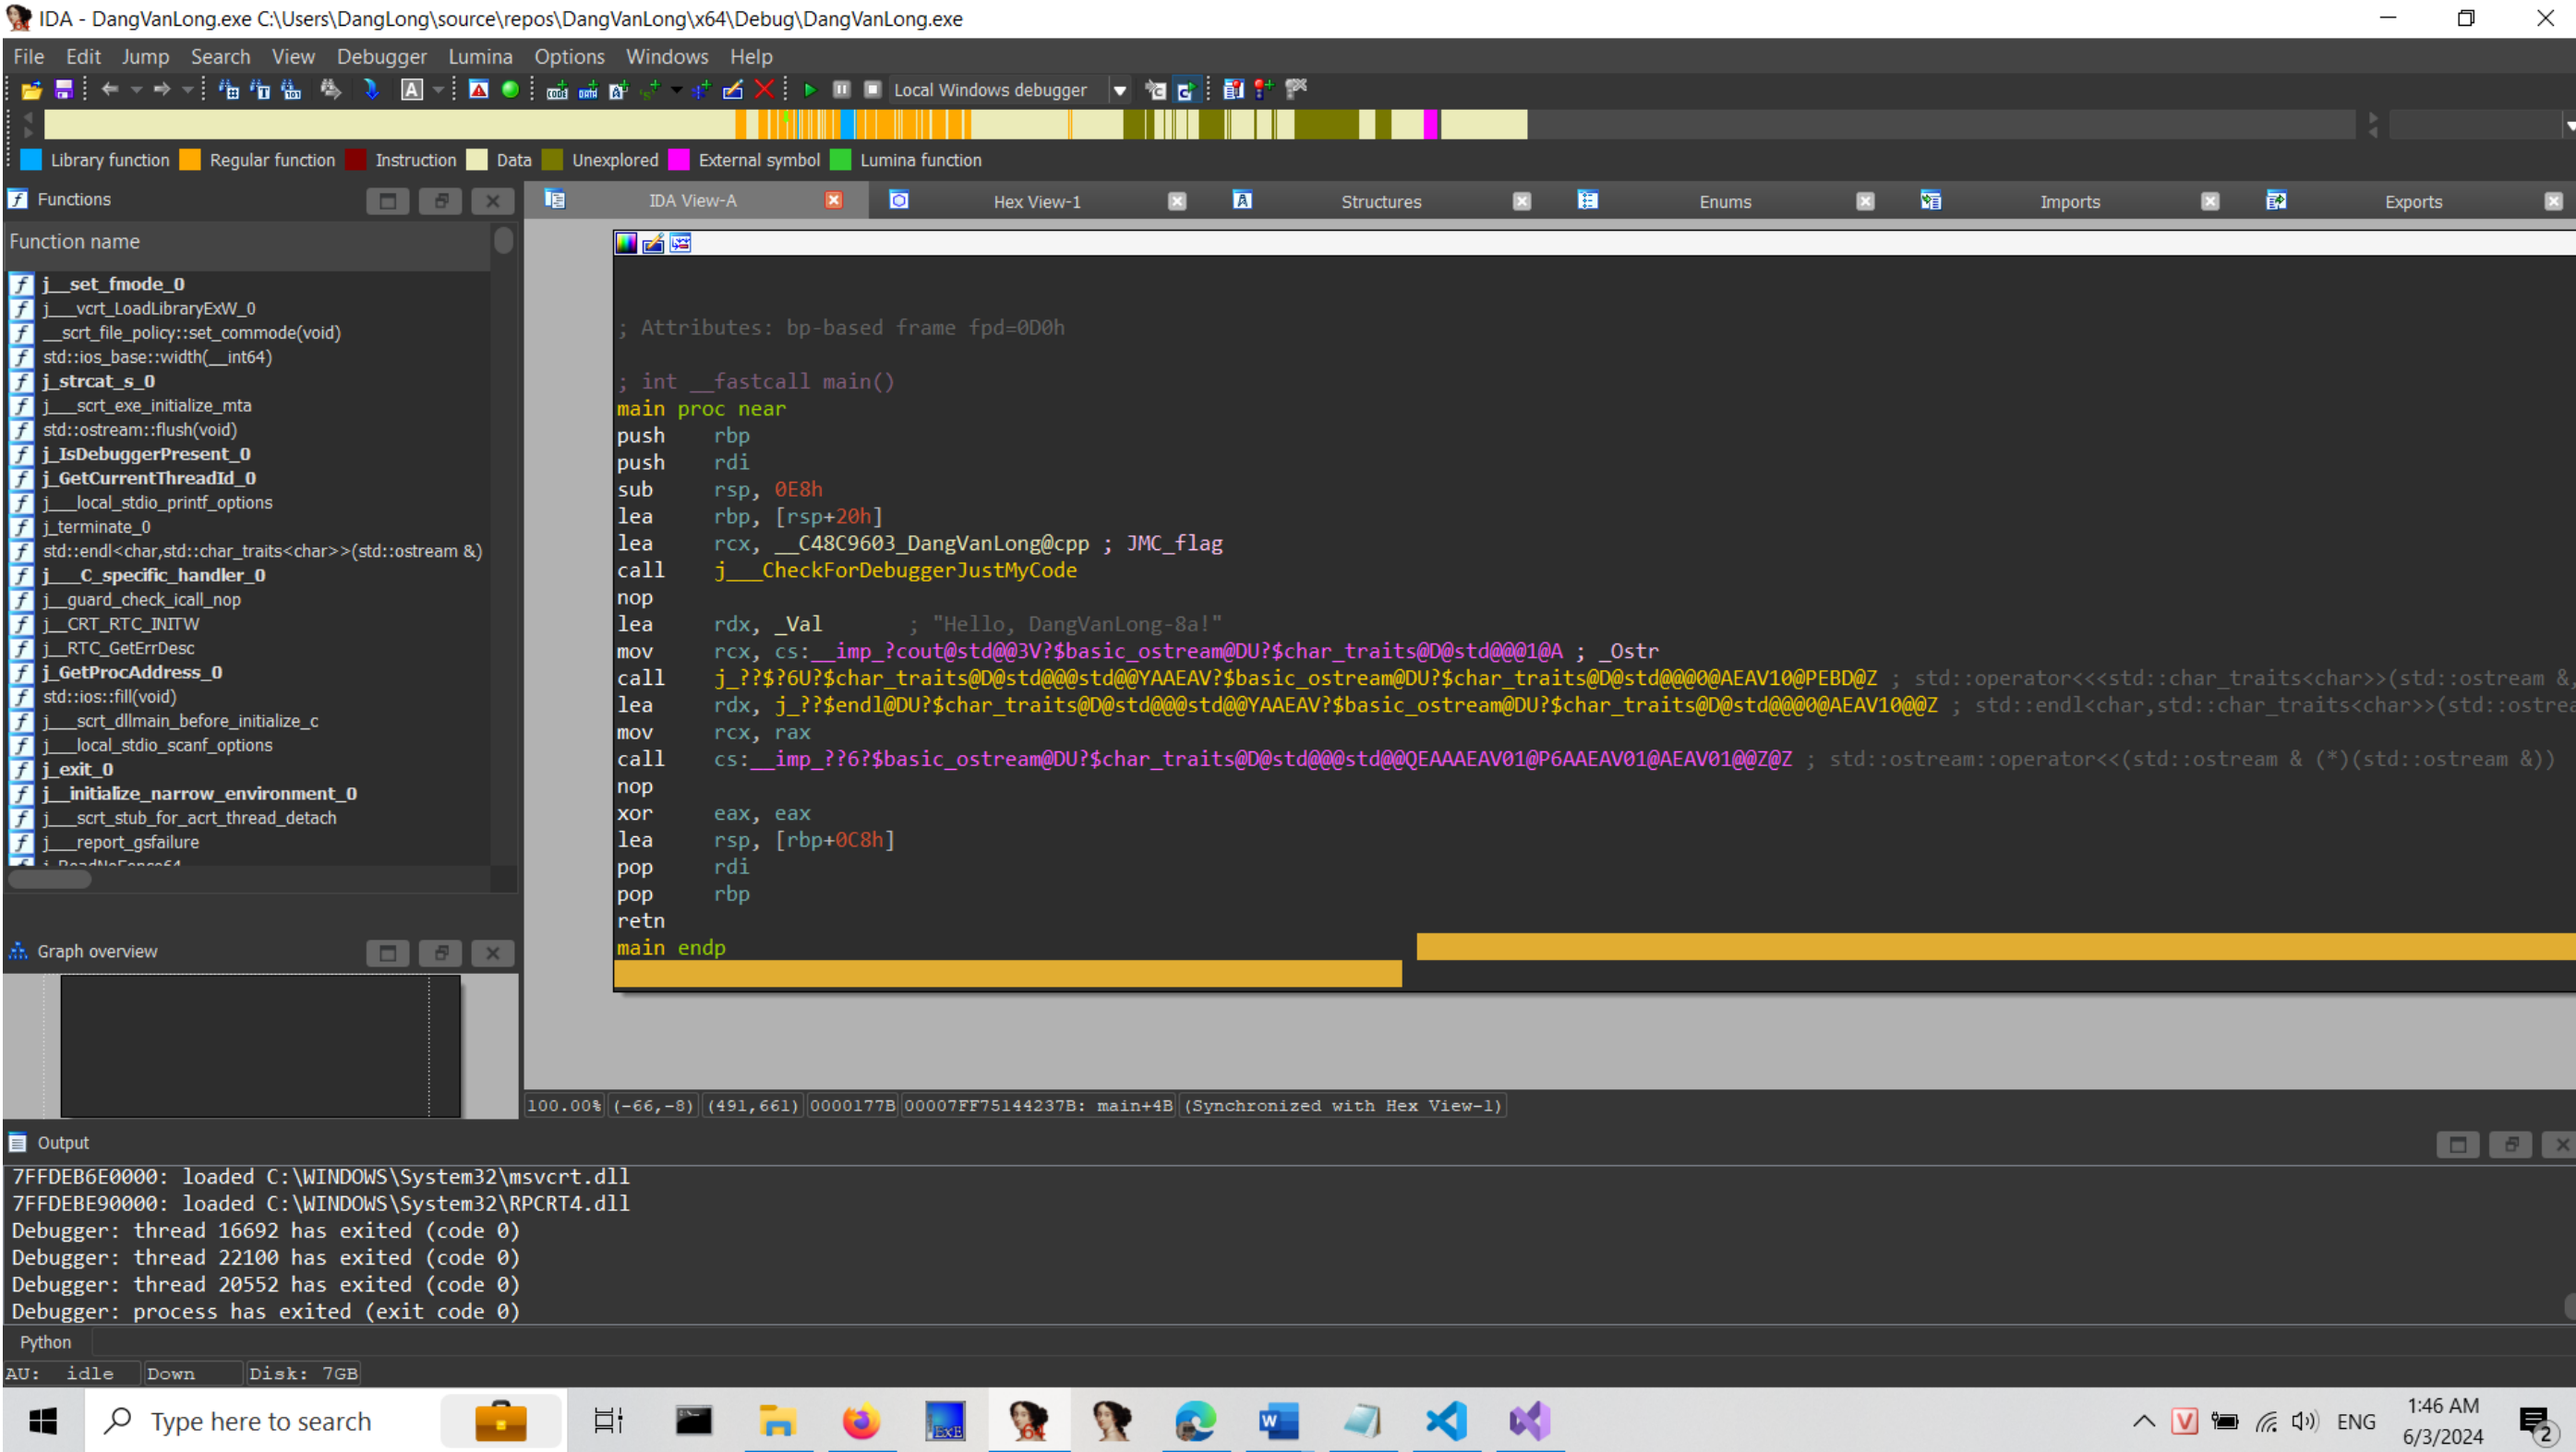 IDA - DangVanLong.exe C:\Users\DangLong\source\repos\DangVanLong\x64\Debug\DangVanLong.exe
File Edit Jump Search View Debugger Lumina Options Windows Help
Local Windows debugger
Library function Regular function Instruction Data Unexplored External symbol Lumina function
Functions
IDA View-A Hex View-1 Structures Enums Imports Exports
Function name
j__set_fmode_0
j___vcrt_LoadLibraryExW_0
__scrt_file_policy::set_commode(void)
std::ios_base::width(__int64)
j_strcat_s_0
j___scrt_exe_initialize_mta
std::ostream::flush(void)
j_IsDebuggerPresent_0
j_GetCurrentThreadId_0
j___local_stdio_printf_options
j_terminate_0
std::endl<char,std::char_traits<char>>(std::ostream &)
j___C_specific_handler_0
j__guard_check_icall_nop
j__CRT_RTC_INITW
j__RTC_GetErrDesc
j_GetProcAddress_0
std::ios::fill(void)
j___scrt_dllmain_before_initialize_c
j___local_stdio_scanf_options
j_exit_0
j__initialize_narrow_environment_0
j___scrt_stub_for_acrt_thread_detach
j___report_gsfailure
; Attributes: bp-based frame fpd=0D0h
; int __fastcall main()
main proc near
push rbp
push rdi
sub rsp, 0E8h
lea rbp, [rsp+20h]
lea rcx, __C48C9603_DangVanLong@cpp ; JMC_flag
call j___CheckForDebuggerJustMyCode
nop
lea rdx, _Val ; "Hello, DangVanLong-8a!"
mov rcx, cs:__imp_?cout@std@@3V?$basic_ostream@DU?$char_traits@D@std@@@1@A ; _Ostr
call j_??$?6U?$char_traits@D@std@@@std@@YAAEAV?$basic_ostream@DU?$char_traits@D@std@@@0@AEAV10@PEBD@Z ; std::operator<<<std::char_traits<char>>(std::ostream &,
lea rdx, j_??$endl@DU?$char_traits@D@std@@@std@@YAAEAV?$basic_ostream@DU?$char_traits@D@std@@@0@AEAV10@@Z ; std::endl<char,std::char_traits<char>>(std::ostrea
mov rcx, rax
call cs:__imp_??6?$basic_ostream@DU?$char_traits@D@std@@@std@@QEAAAEAV01@P6AAEAV01@AEAV01@@Z@Z ; std::ostream::operator<<(std::ostream & (*)(std::ostream &))
nop
xor eax, eax
lea rsp, [rbp+0C8h]
pop rdi
pop rbp
retn
main endp
Graph overview
100.00% (-66,-8) (491,661) 0000177B 00007FF75144237B: main+4B (Synchronized with Hex View-1)
Output
7FFDEB6E0000: loaded C:\WINDOWS\System32\msvcrt.dll
7FFDEBE90000: loaded C:\WINDOWS\System32\RPCRT4.dll
Debugger: thread 16692 has exited (code 0)
Debugger: thread 22100 has exited (code 0)
Debugger: thread 20552 has exited (code 0)
Debugger: process has exited (exit code 0)
Python
AU: idle Down Disk: 7GB
Type here to search
ENG
1:46 AM
6/3/2024
2